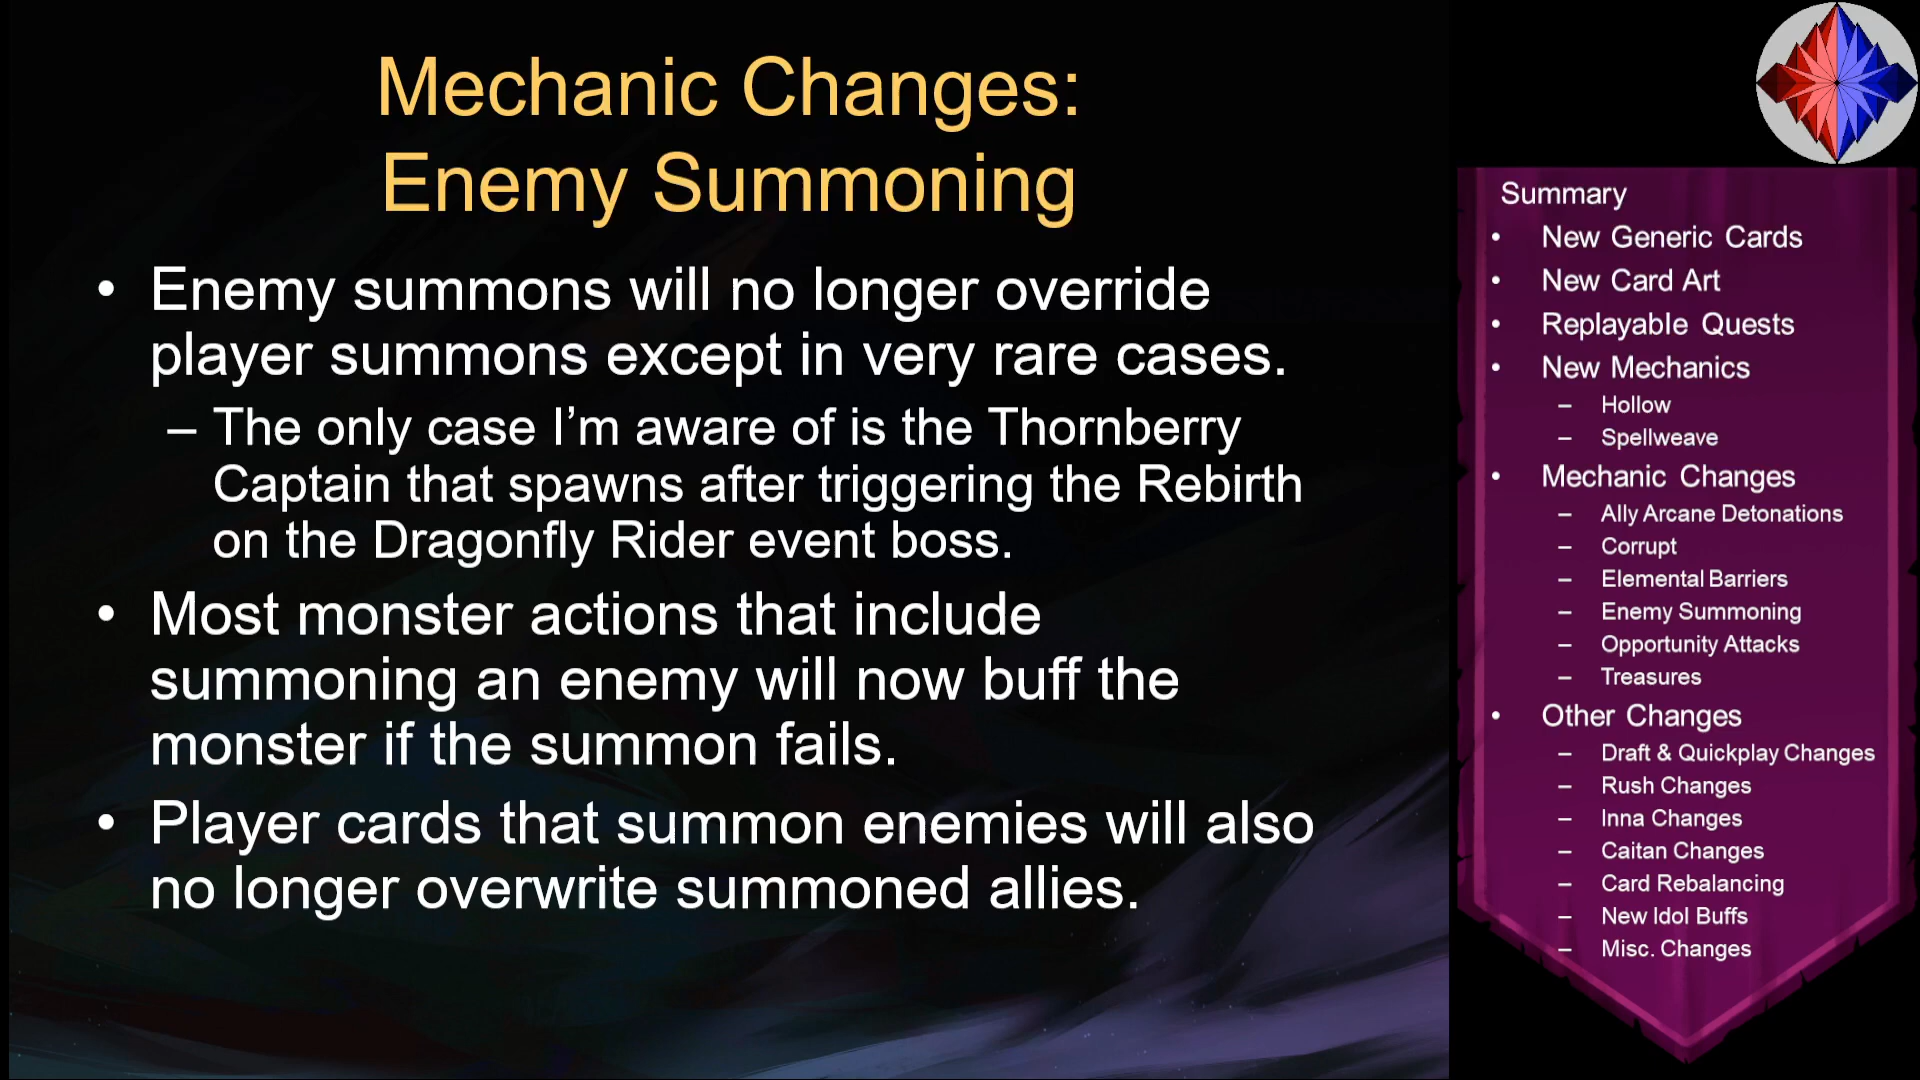 Mechanic Changes:
Enemy Summoning
• Enemy summons will no longer override
player summons except in very rare cases.
– The only case I’m aware of is the Thornberry
Captain that spawns after triggering the Rebirth
on the Dragonfly Rider event boss.
• Most monster actions that include
summoning an enemy will now buff the
monster if the summon fails.
• Player cards that summon enemies will also
no longer overwrite summoned allies.
Summary
• New Generic Cards
• New Card Art
• Replayable Quests
• New Mechanics
– Hollow
– Spellweave
• Mechanic Changes
– Ally Arcane Detonations
– Corrupt
– Elemental Barriers
– Enemy Summoning
– Opportunity Attacks
– Treasures
• Other Changes
– Draft & Quickplay Changes
– Rush Changes
– Inna Changes
– Caitan Changes
– Card Rebalancing
– New Idol Buffs
– Misc. Changes